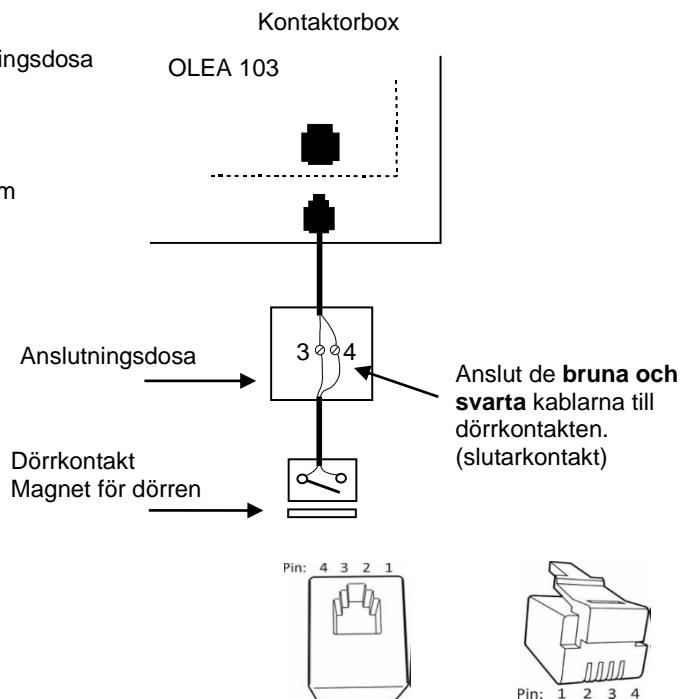 Kontaktorbox
ingsdosa
OLEA 103
m
3 4
Anslutningsdosa
Anslut de bruna och
svarta kablarna till
dörrkontakten.
(slutarkontakt)
Dörrkontakt
Magnet för dörren
Pin: 4 3 2 1
Pin: 1 2 3 4